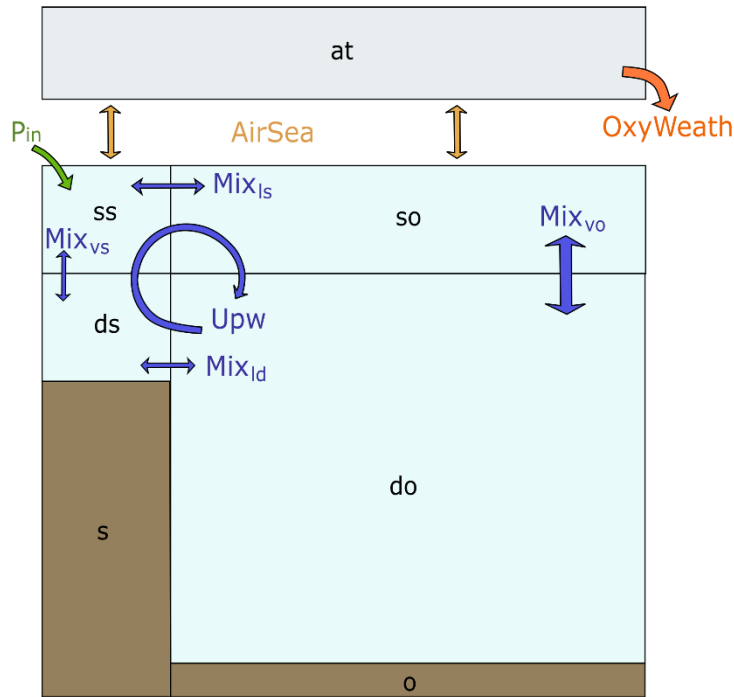 at
OxyWeath
Pin
AirSea
Mixls
ss
so
Mixvo
Mixvs
ds
Upw
Mixld
do
s
o